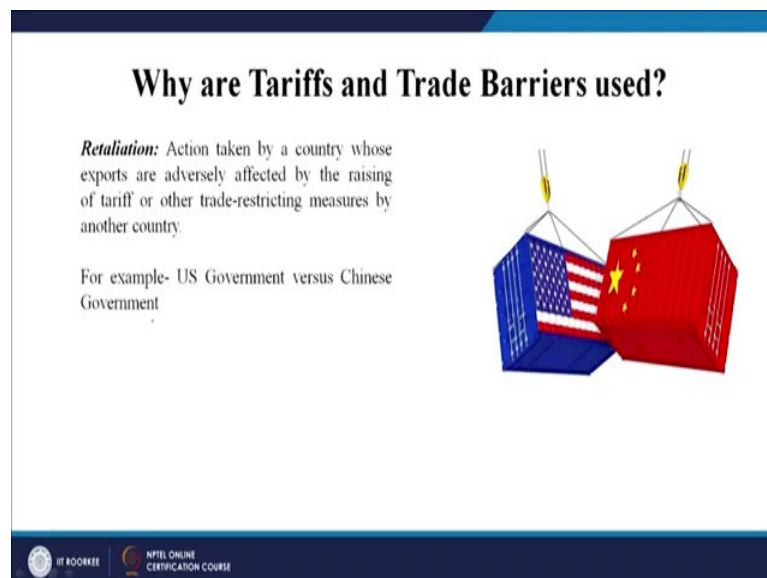 Why are Tariffs and Trade Barriers used?
Retaliation: Action taken by a country whose
exports are adversely affected by the raising
of tariff or other trade-restricting measures by
another country.
For example- US Government versus Chinese
Government
IIT ROORKEE
NPTEL ONLINE
CERTIFICATION COURSE